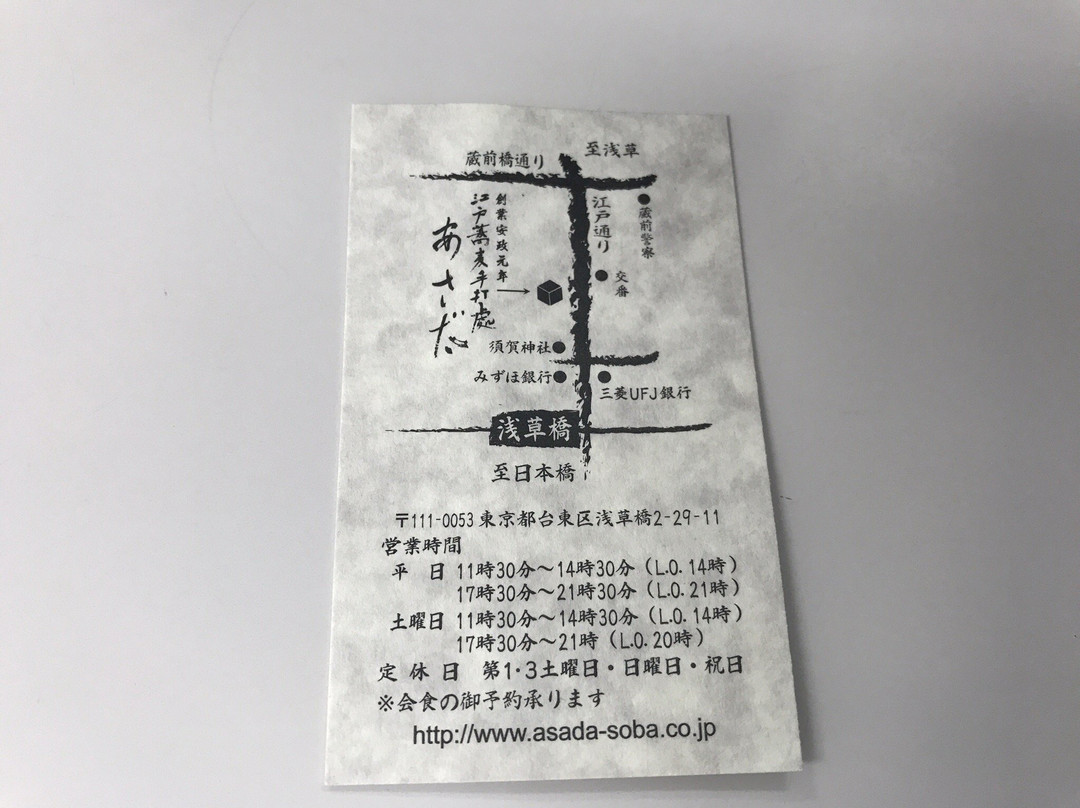 蔵前橋通り
至浅草
江戸通り
蔵前警察
交番
創業安政元年
江戸蕎麦手打處
あさだ
須賀神社
みずほ銀行
三菱UFJ銀行
浅草橋
至日本橋
〒111-0053 東京都台東区浅草橋2-29-11
営業時間
平 日 11時30分～14時30分(L.O.14時)
17時30分～21時30分(L.O.21時)
土曜日 11時30分～14時30分(L.O.14時)
17時30分～21時(L.O.20時)
定 休 日 第1・3土曜日・日曜日・祝日
※会食の御予約承ります
http://www.asada-soba.co.jp